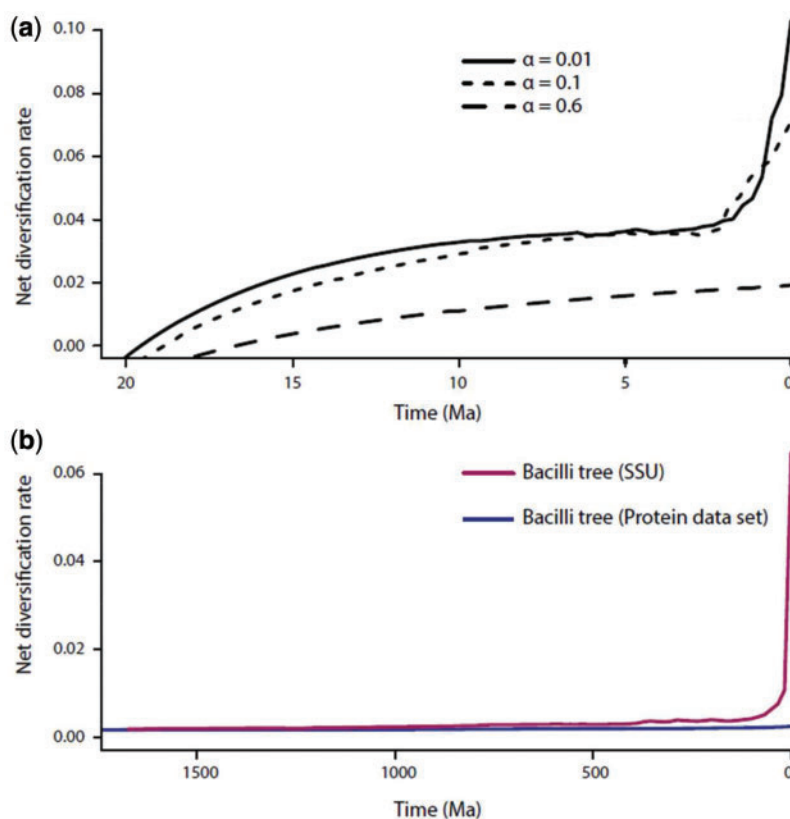 (a)
Net diversification rate
0.10
0.08
0.06
0.04
0.02
0.00
α = 0.01
α = 0.1
α = 0.6
20
15
10
5
0
Time (Ma)
(b)
Net diversification rate
0.06
0.04
0.02
0.00
Bacilli tree (SSU)
Bacilli tree (Protein data set)
1500
1000
500
0
Time (Ma)